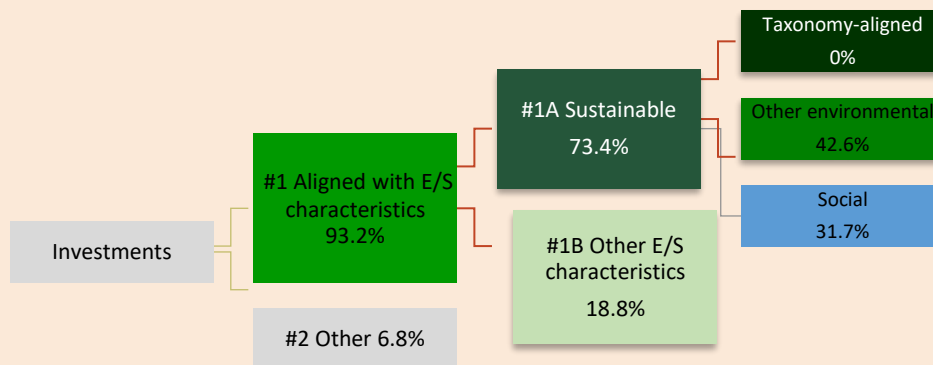 Investments
#1 Aligned with E/S
characteristics
93.2%
#2 Other 6.8%
#1A Sustainable
73.4%
#1B Other E/S
characteristics
18.8%
Taxonomy-aligned
0%
Other environmental
42.6%
Social
31.7%